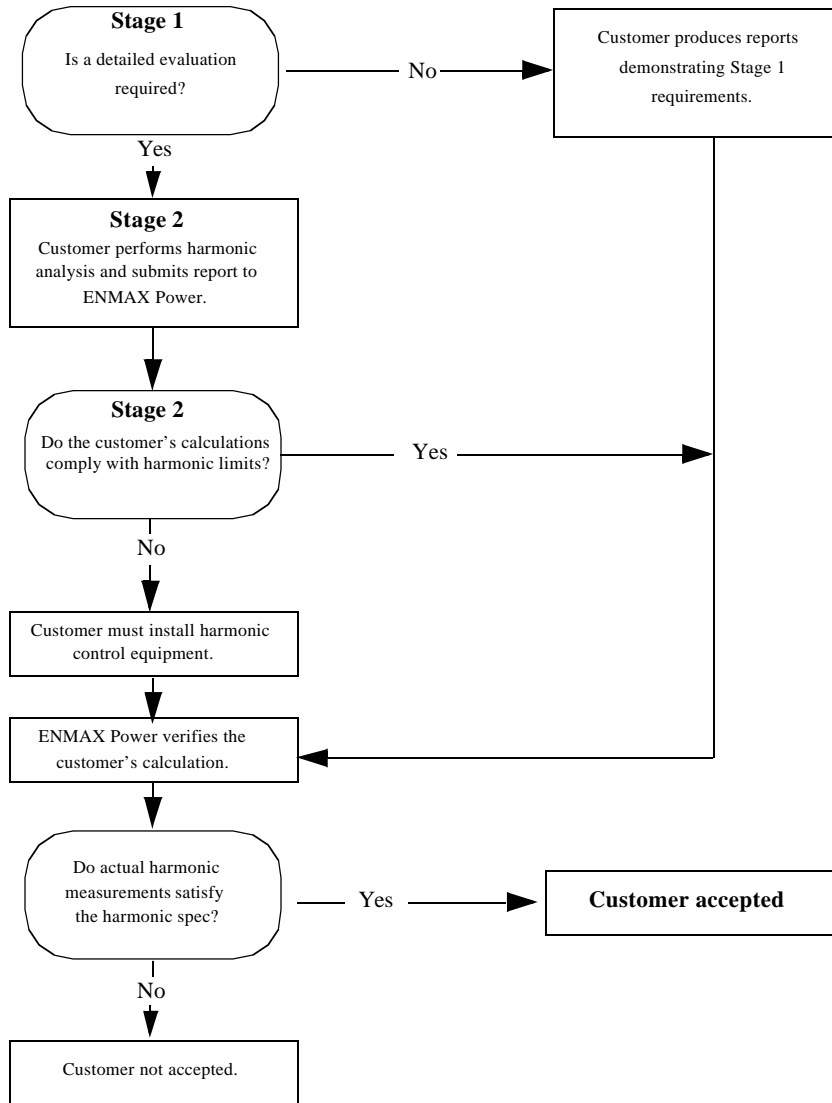 Stage 1
Is a detailed evaluation
required?
No
Customer produces reports
demonstrating Stage 1
requirements.
Yes
Stage 2
Customer performs harmonic
analysis and submits report to
ENMAX Power.
Stage 2
Do the customer’s calculations
comply with harmonic limits?
Yes
No
Customer must install harmonic
control equipment.
ENMAX Power verifies the
customer’s calculation.
Do actual harmonic
measurements satisfy
the harmonic spec?
Yes
Customer accepted
No
Customer not accepted.